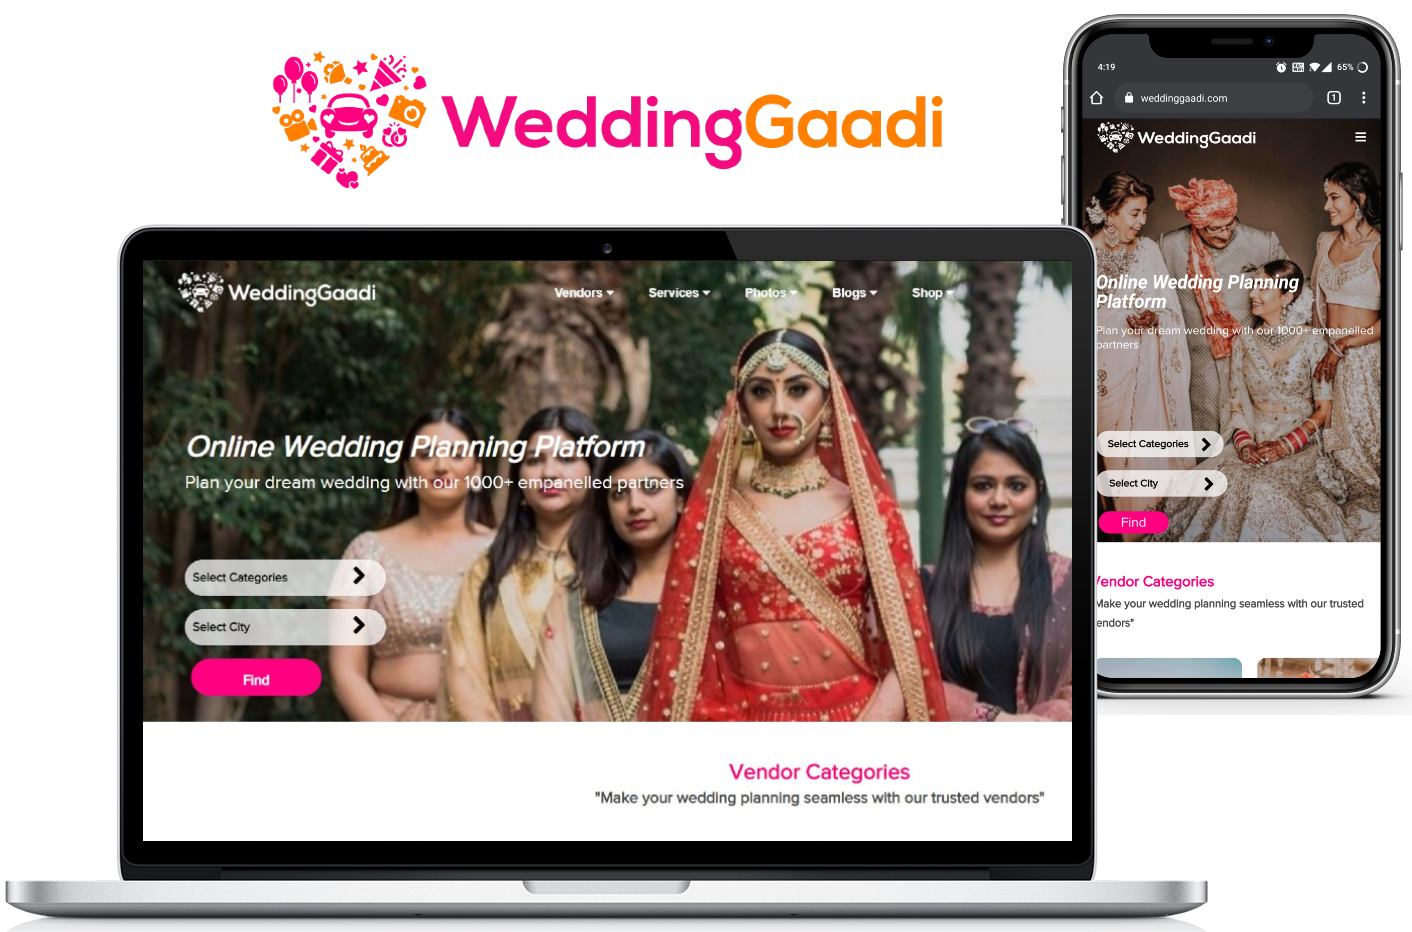 WeddingGaadi
4:19
65%
weddinggaadi.com
1
WeddingGaadi
Online Wedding Planning
Platform
Plan your dream wedding with our 1000+ empanelled
partners
Select Categories
Select City
Find
Vendor Categories
Make your wedding planning seamless with our trusted
endors"
WeddingGaadi
Vendors
Services
Photos
Blogs
Shop
Online Wedding Planning Platform
Plan your dream wedding with our 1000+ empanelled partners
Select Categories
Select City
Find
Vendor Categories
"Make your wedding planning seamless with our trusted vendors"